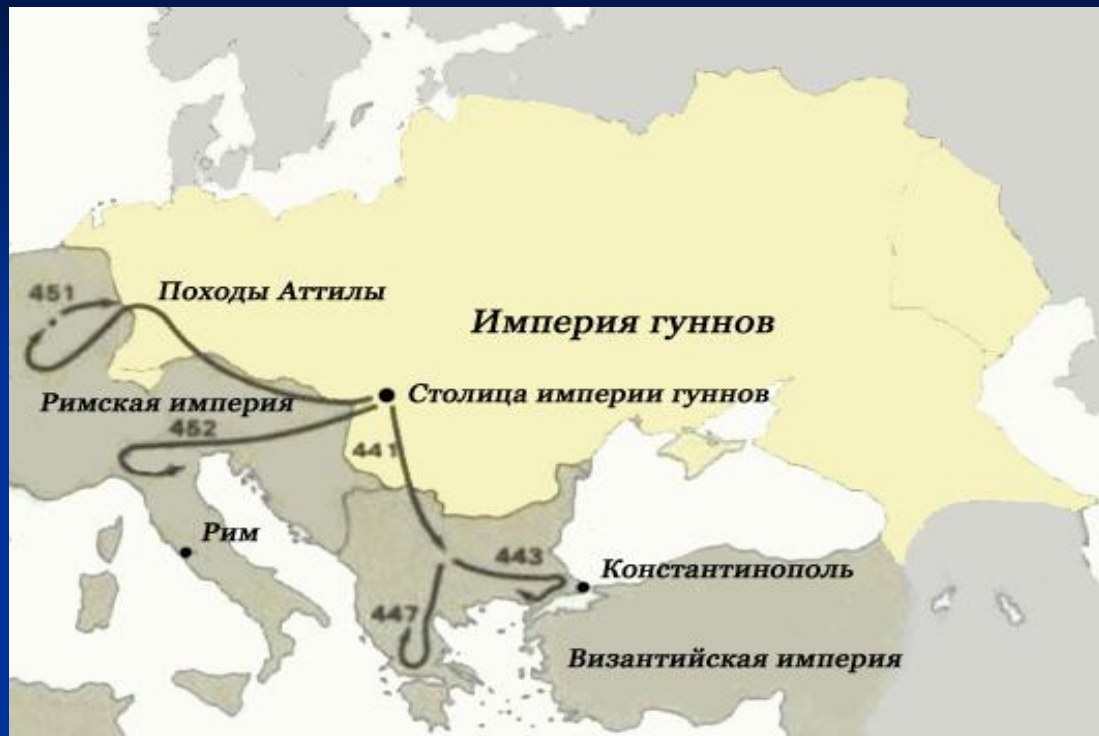 451
Походы Аттилы
Империя гуннов
Столица империи гуннов
Римская империя
452
441
Рим
443
Константинополь
447
Византийская империя